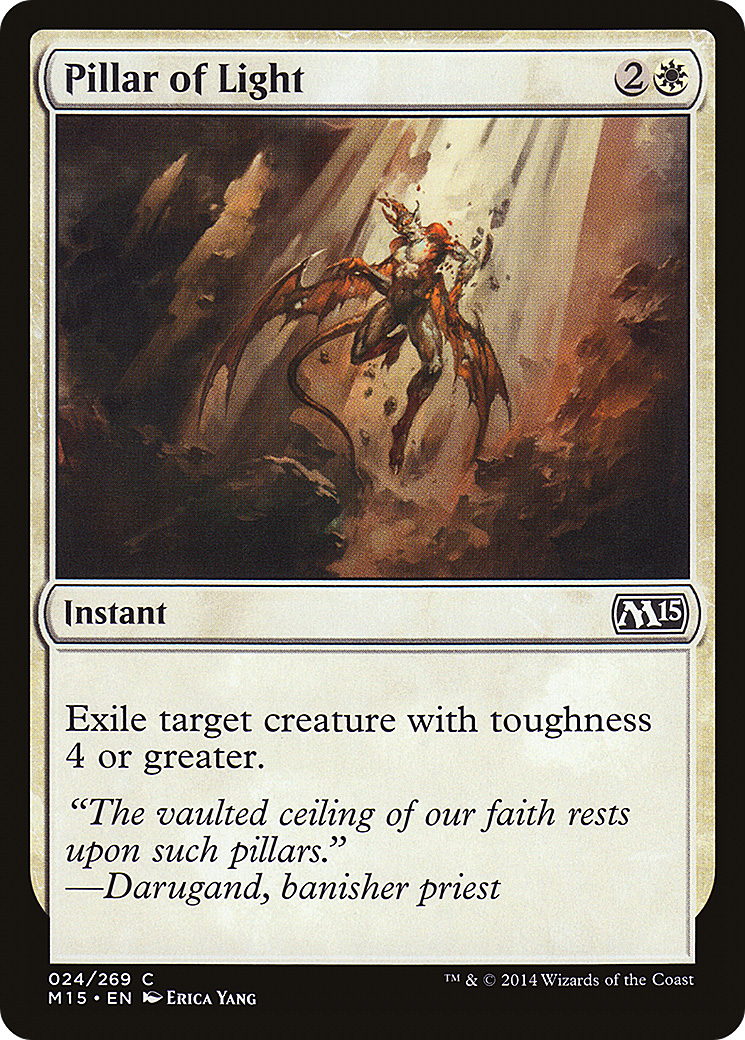 Pillar of Light 2
Instant M15
Exile target creature with toughness
4 or greater.
“The vaulted ceiling of our faith rests
upon such pillars.”
—Darugand, banisher priest
024/269 C
M15 • EN Erica Yang
™ & © 2014 Wizards of the Coast